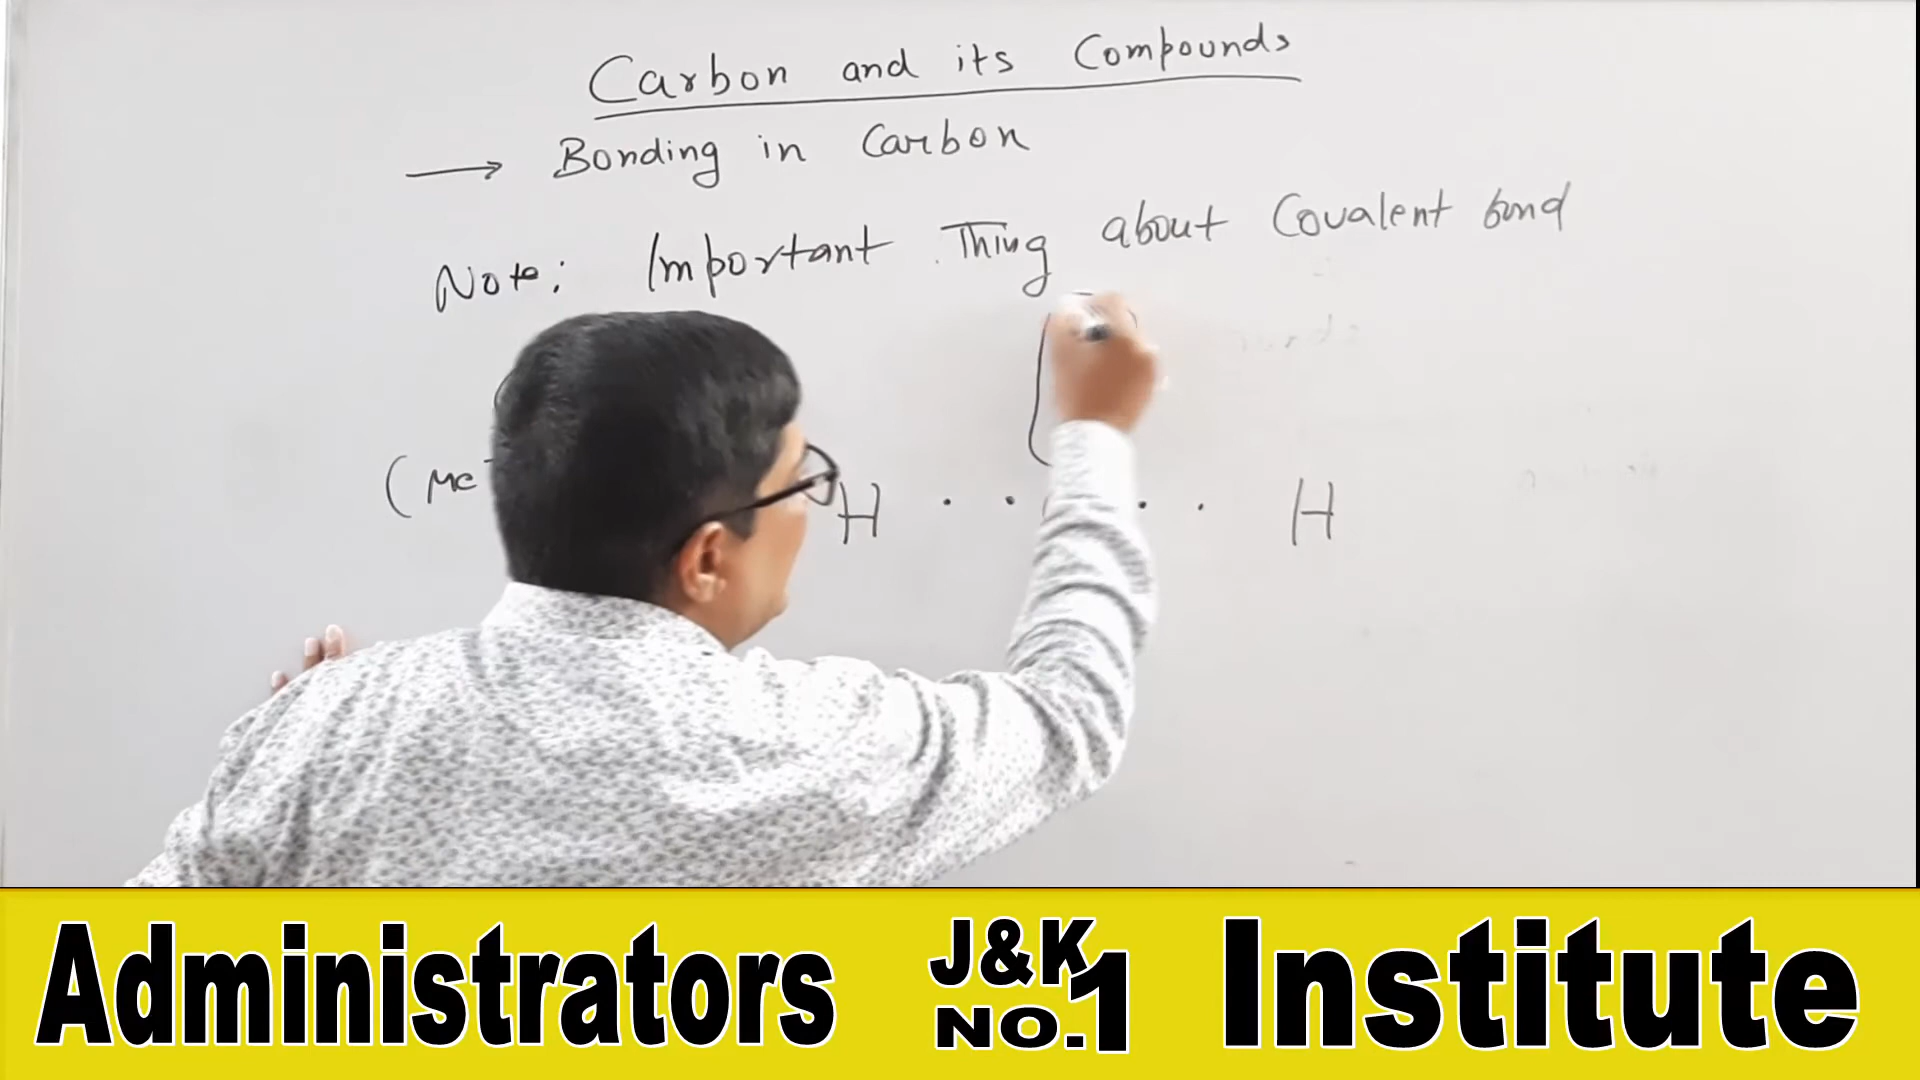 Carbon and its Compounds
→ Bonding in Carbon
Note: Important Thing about Covalent bond
H . . . . H
Administrators J&K NO.1 Institute